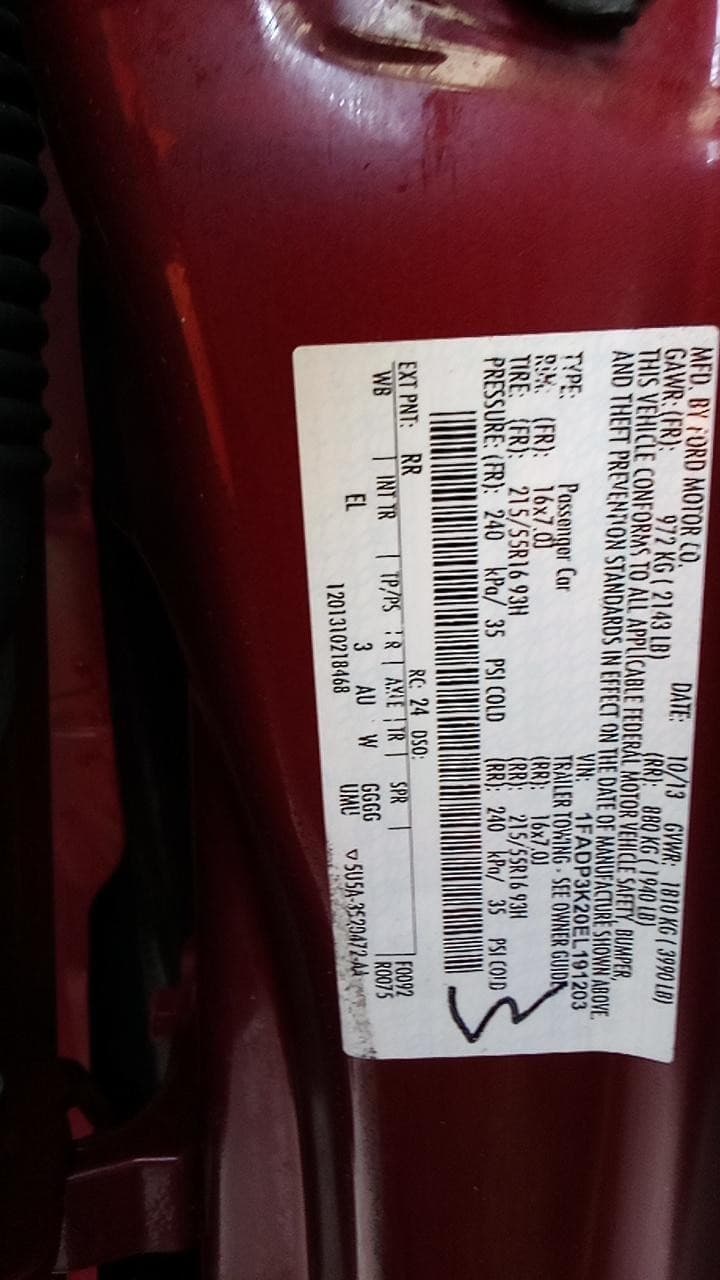 MFD. BY FORD MOTOR CO.
DATE: 10/13 GVWR: 1810 KG ( 3990 LB)
GAWR: (FR): 972 KG ( 2143 LB) (RR): 880 KG ( 1940 LB)
THIS VEHICLE CONFORMS TO ALL APPLICABLE FEDERAL MOTOR VEHICLE SAFETY, BUMPER,
AND THEFT PREVENTION STANDARDS IN EFFECT ON THE DATE OF MANUFACTURE SHOWN ABOVE.
VIN: 1FADP3K20EL191203
TYPE: Passenger Car TRAILER TOWING - SEE OWNER GUIDE
RIM: (FR): 16x7.0J (RR): 16x7.0J
TIRE: (FR): 215/55R16 93H (RR): 215/55R16 93H
PRESSURE: (FR): 240 kPa/ 35 PSI COLD (RR): 240 kPa/ 35 PSI COLD
EXT PNT: RR RC: 24 DSO: F0092
WB INT TR TP/PS R AXLE TR SPR R0075
EL 3 AU W GGGG
UMU
1201310218468 5U5A-3520472-AA